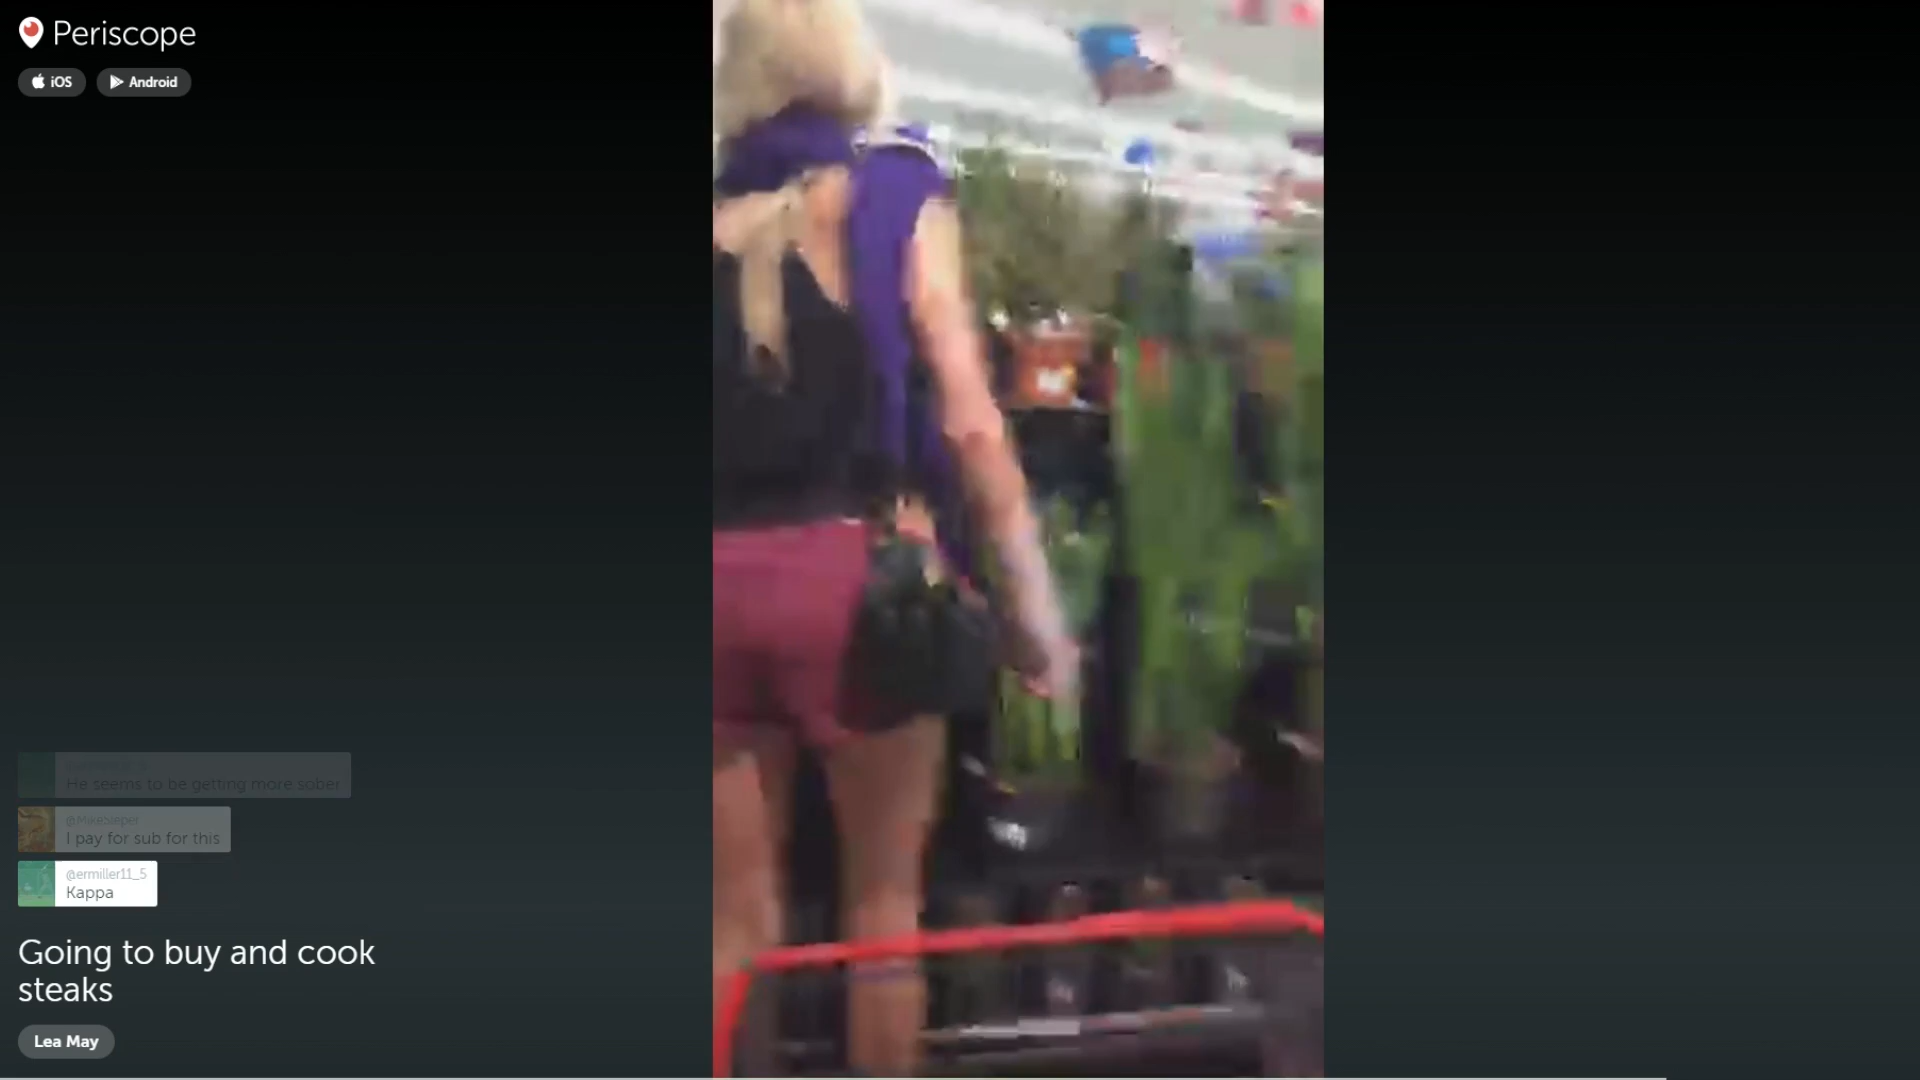 Periscope
iOS
Android
He seems to be getting more sober
@MikeSleper
I pay for sub for this
@ermiller11_5
Kappa
Going to buy and cook
steaks
Lea May